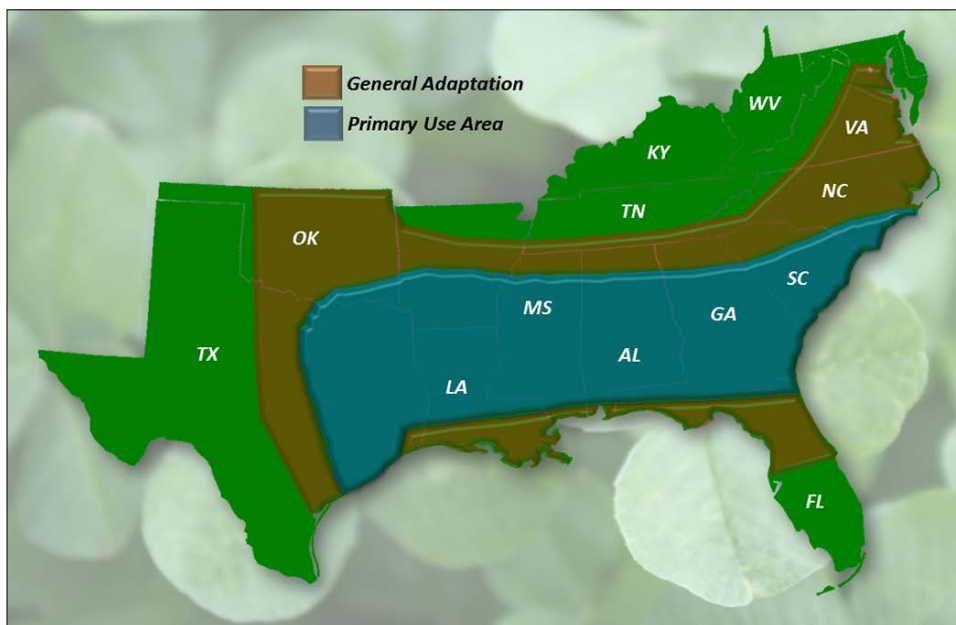 General Adaptation
Primary Use Area
WV
VA
KY
NC
TN
OK
SC
MS
GA
TX
AL
LA
FL